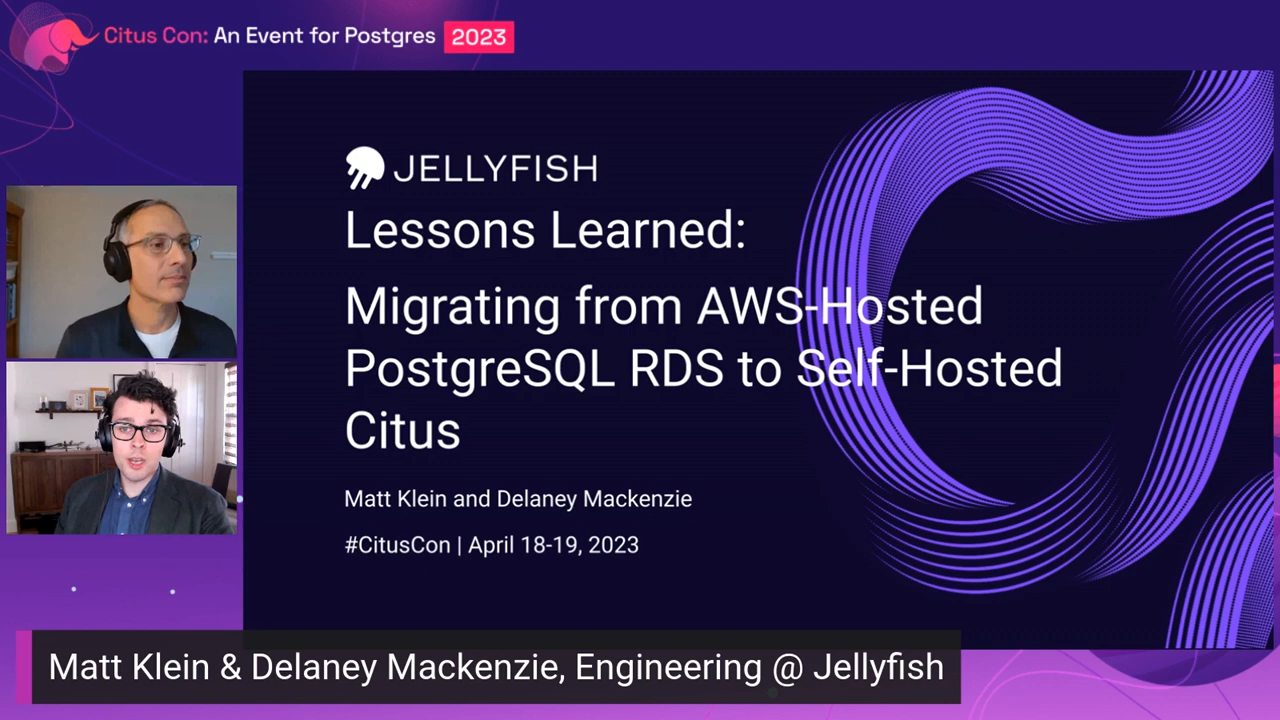 Citus Con: An Event for Postgres 2023
JELLYFISH
Lessons Learned:
Migrating from AWS-Hosted
PostgreSQL RDS to Self-Hosted
Citus
Matt Klein and Delaney Mackenzie
#CitusCon | April 18-19, 2023
Matt Klein & Delaney Mackenzie, Engineering @ Jellyfish